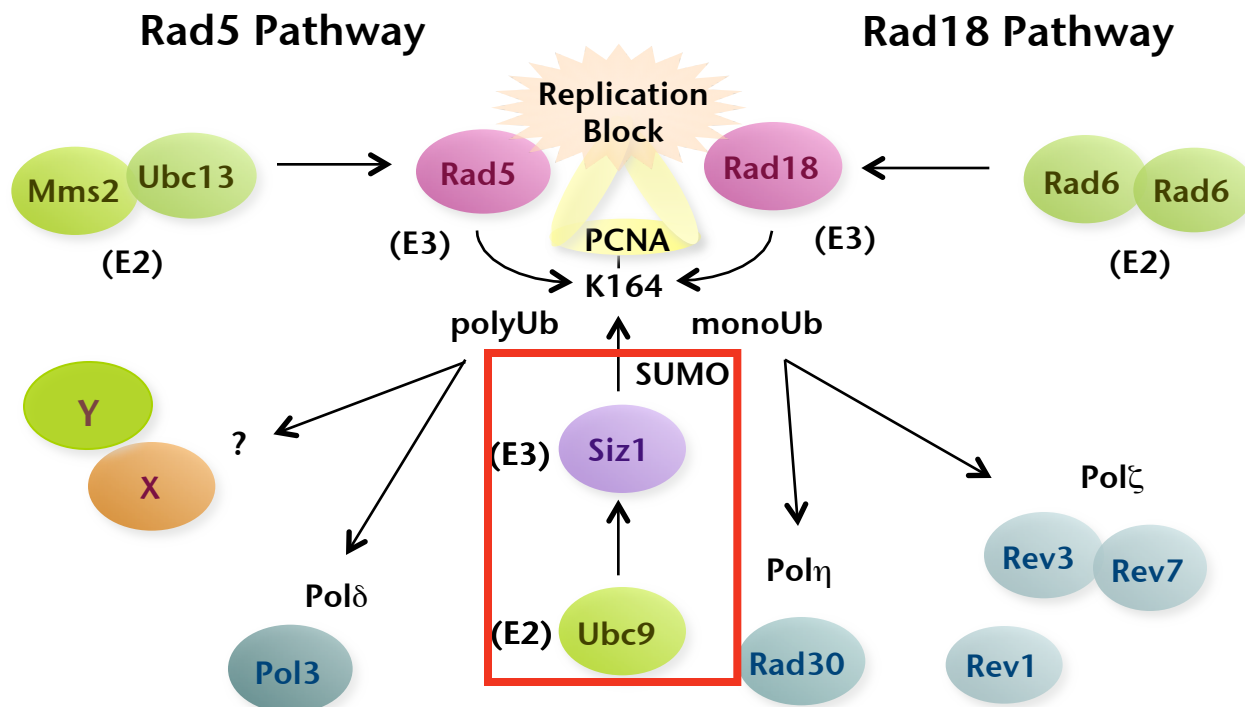 Rad5 Pathway
Rad18 Pathway
Replication
Block
Mms2
Ubc13
(E2)
Rad5
(E3)
Rad18
(E3)
Rad6
Rad6
(E2)
PCNA
K164
polyUb
monoUb
SUMO
Y
X
?
(E3)
Siz1
(E2)
Ubc9
Polδ
Pol3
Polη
Rad30
Polζ
Rev3
Rev7
Rev1